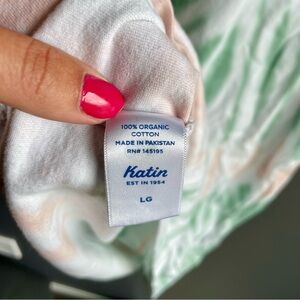 100% ORGANIC
COTTON
MADE IN PAKISTAN
RN# 145195
Katin
EST IN 1954
LG